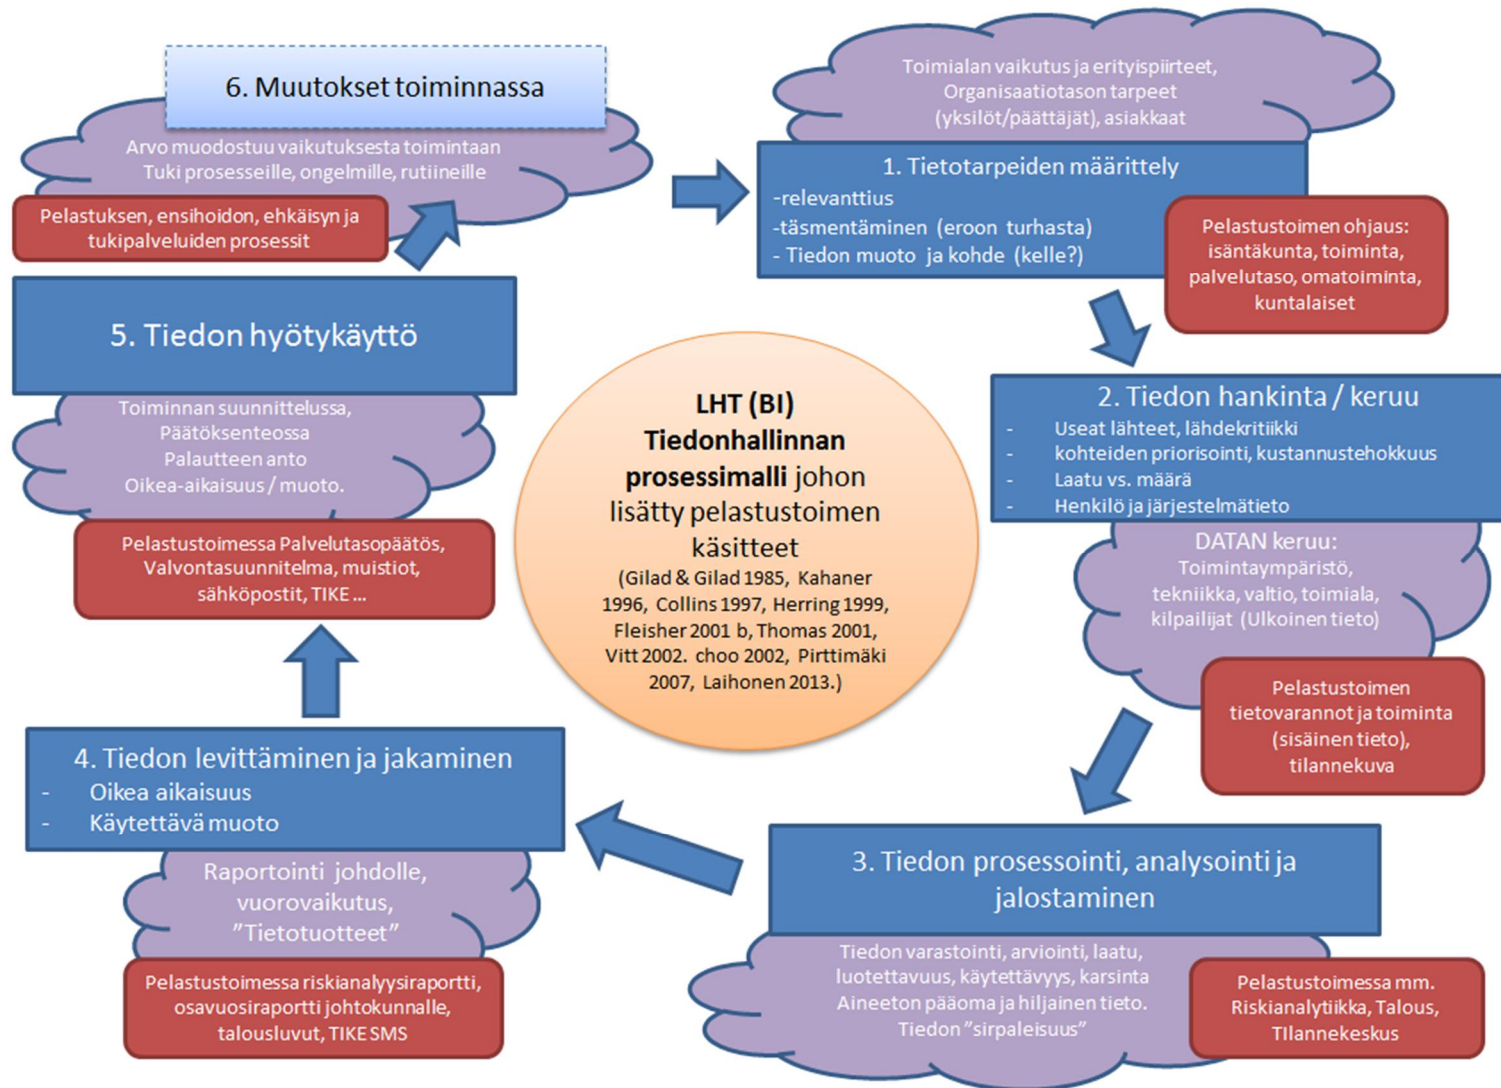 6. Muutokset toiminnassa
Arvo muodostuu vaikutuksesta toimintaan
Tuki prosesseille, ongelmille, rutiineille
Pelastuksen, ensihoidon, ehkäisyn ja
tukipalveluiden prosessit
Toimialan vaikutus ja erityispiirteet,
Organisaatiotason tarpeet
(yksilöt/päättäjät), asiakkaat
1. Tietotarpeiden määrittely
-relevanttius
-täsmentäminen (eroon turhasta)
- Tiedon muoto ja kohde (kelle?)
Pelastustoimen ohjaus:
isäntäkunta, toiminta,
palvelutaso, omatoiminta,
kuntalaiset
2. Tiedon hankinta / keruu
- Useat lähteet, lähdekritiikki
- kohteiden priorisointi, kustannustehokkuus
- Laatu vs. määrä
- Henkilö ja järjestelmätieto
DATAN keruu:
Toimintaympäristö,
tekniikka, valtio, toimiala,
kilpailijat (Ulkoinen tieto)
Pelastustoimen
tietovarannot ja toiminta
(sisäinen tieto),
tilannekuva
3. Tiedon prosessointi, analysointi ja
jalostaminen
Tiedon varastointi, arviointi, laatu,
luotettavuus, käytettävyys, karsinta
Aineeton pääoma ja hiljainen tieto.
Tiedon ”sirpaleisuus”
Pelastustoimessa mm.
Riskianalytiikka, Talous,
TIlannekeskus
4. Tiedon levittäminen ja jakaminen
- Oikea aikaisuus
- Käytettävä muoto
Raportointi johdolle,
vuorovaikutus,
”Tietotuotteet”
Pelastustoimessa riskianalyysiraportti,
osavuosiraportti johtokunnalle,
talousluvut, TIKE SMS
5. Tiedon hyötykäyttö
Toiminnan suunnittelussa,
Päätöksenteossa
Palautteen anto
Oikea-aikaisuus / muoto.
Pelastustoimessa Palvelutasopäätös,
Valvontasuunnitelma, muistiot,
sähköpostit, TIKE ...
LHT (BI)
Tiedonhallinnan
prosessimalli johon
lisätty pelastustoimen
käsitteet
(Gilad & Gilad 1985, Kahaner
1996, Collins 1997, Herring 1999,
Fleisher 2001 b, Thomas 2001,
Vitt 2002. choo 2002, Pirttimäki
2007, Laihonen 2013.)